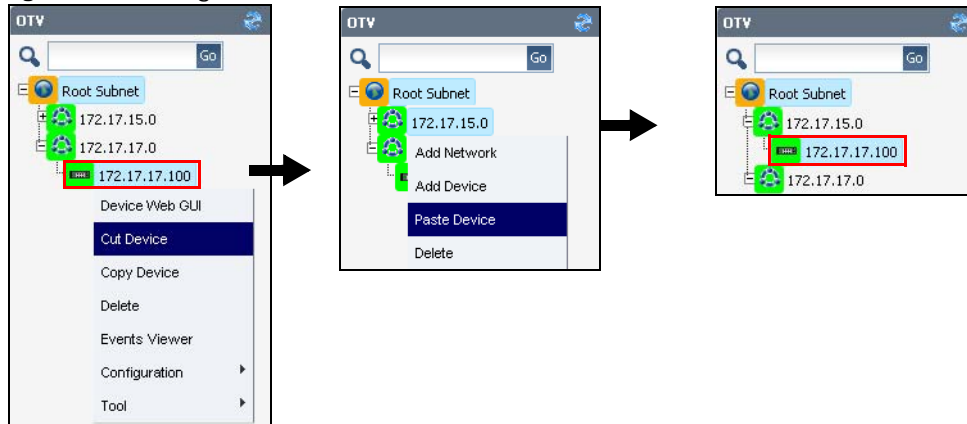 OTV
Go
Root Subnet
172.17.15.0
172.17.17.0
172.17.17.100
Device Web GUI
Cut Device
Copy Device
Delete
Events Viewer
Configuration
Tool
OTV
Go
Root Subnet
172.17.15.0
Add Network
Add Device
Paste Device
Delete
OTV
Go
Root Subnet
172.17.15.0
172.17.17.100
172.17.17.0